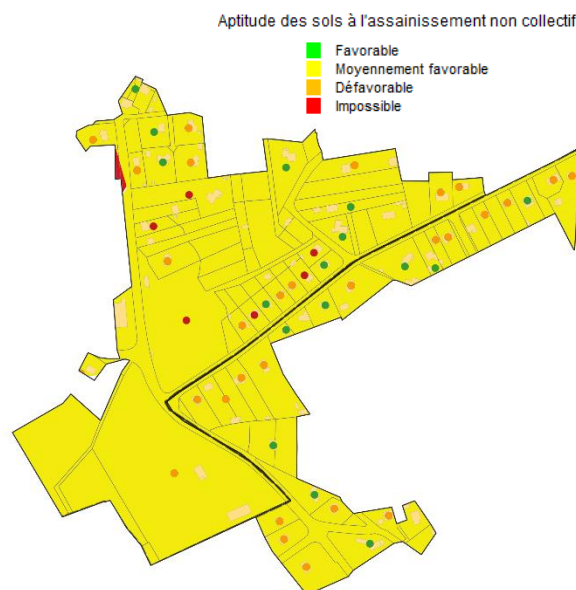 Aptitude des sols à l'assainissement non collectif
Favorable
Moyennement favorable
Défavorable
Impossible